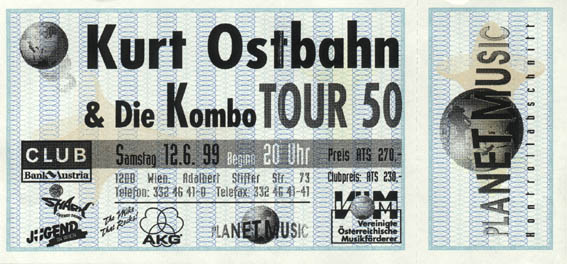 Kurt Ostbahn
& Die Kombo TOUR 50
CLUB
BankAustria
Samstag 12.6. 99 Beginn 20 Uhr Preis ATS 270,-
1200 Wien, Adalbert Stifter Str. 73 Clubpreis: ATS 230,-
Telefon: 332 46 41-0 Telefax: 332 46 41-41
JUGEND
The Mike
That Rocks!
AKG
PLANET MUSIC
VÖM
Vereinigte
Österreichische
Musikförderer
PLANET MUSIC
Kontrollabschnitt